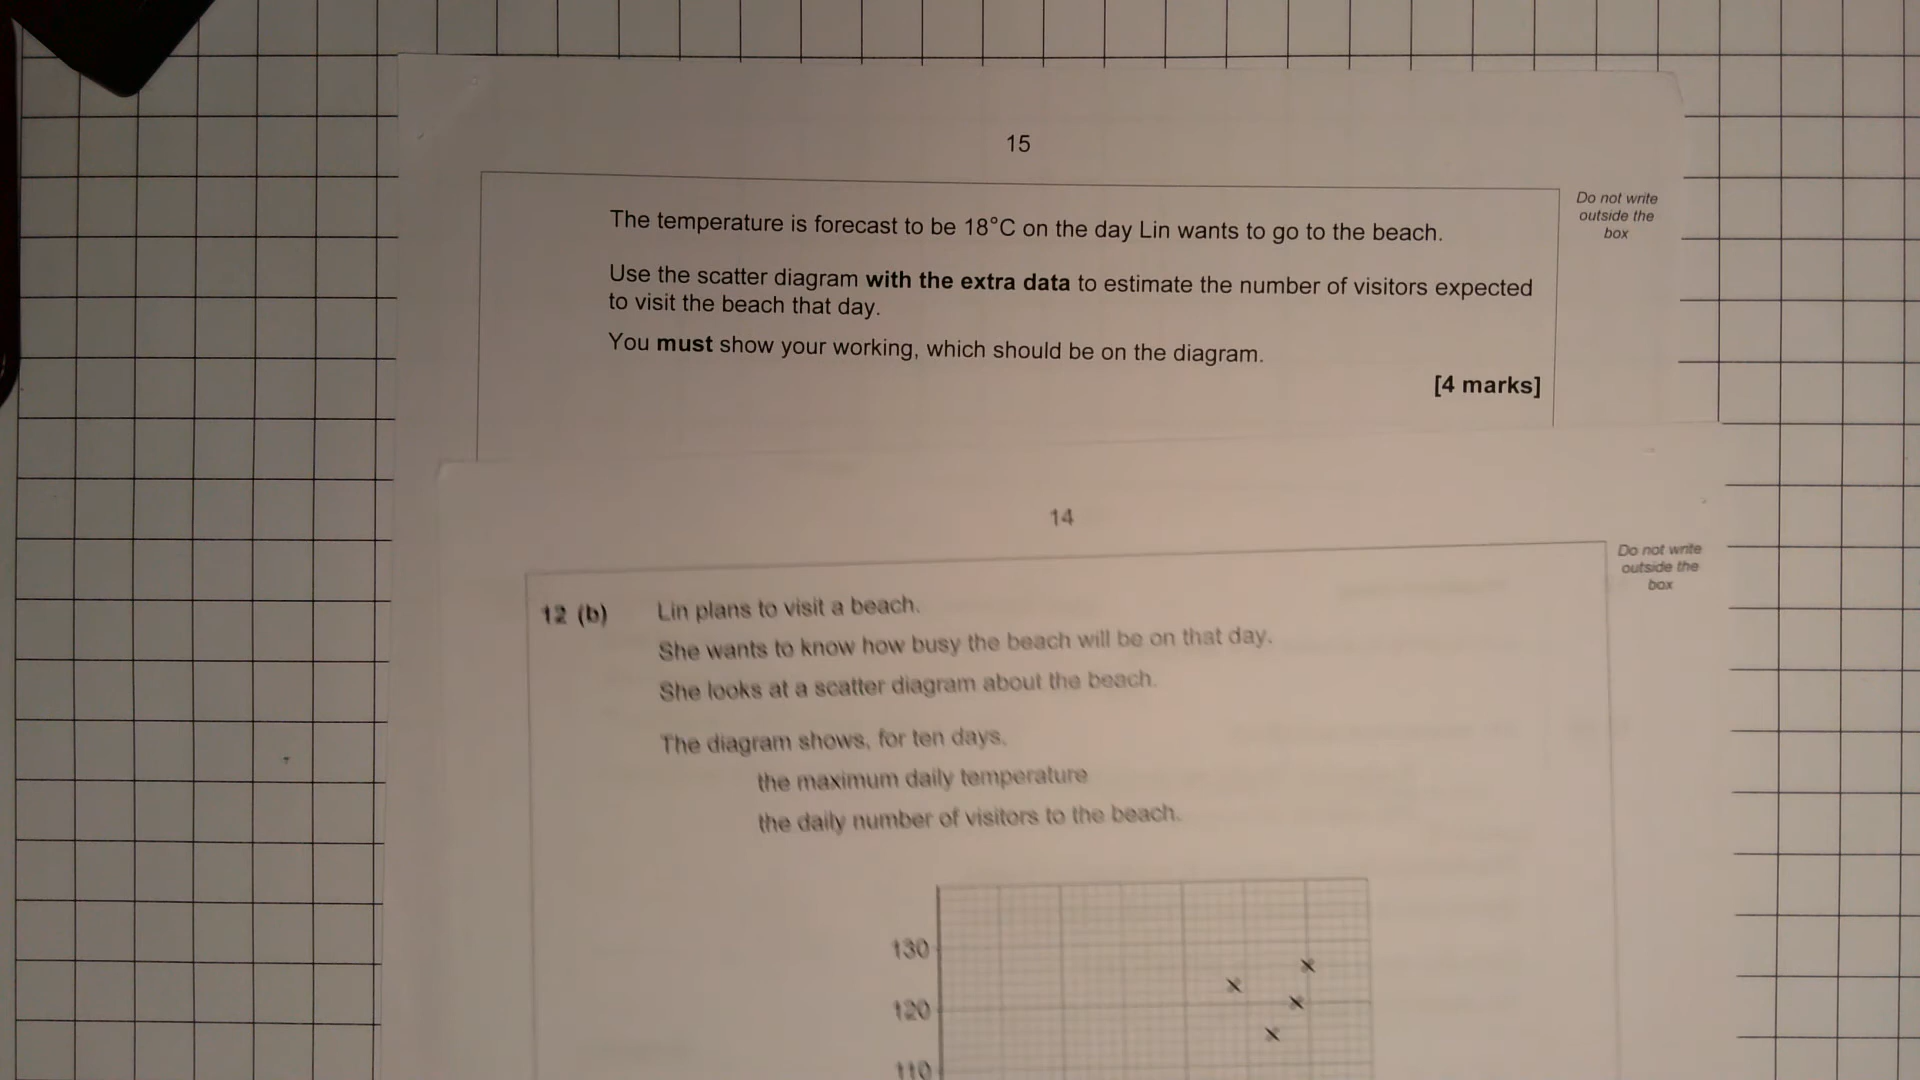 15
Do not write
outside the
box
The temperature is forecast to be 18°C on the day Lin wants to go to the beach.
Use the scatter diagram with the extra data to estimate the number of visitors expected
to visit the beach that day.
You must show your working, which should be on the diagram.
[4 marks]
14
Do not write
outside the
box
12 (b) Lin plans to visit a beach.
She wants to know how busy the beach will be on that day.
She looks at a scatter diagram about the beach.
The diagram shows, for ten days,
the maximum daily temperature
the daily number of visitors to the beach.
130
120
110